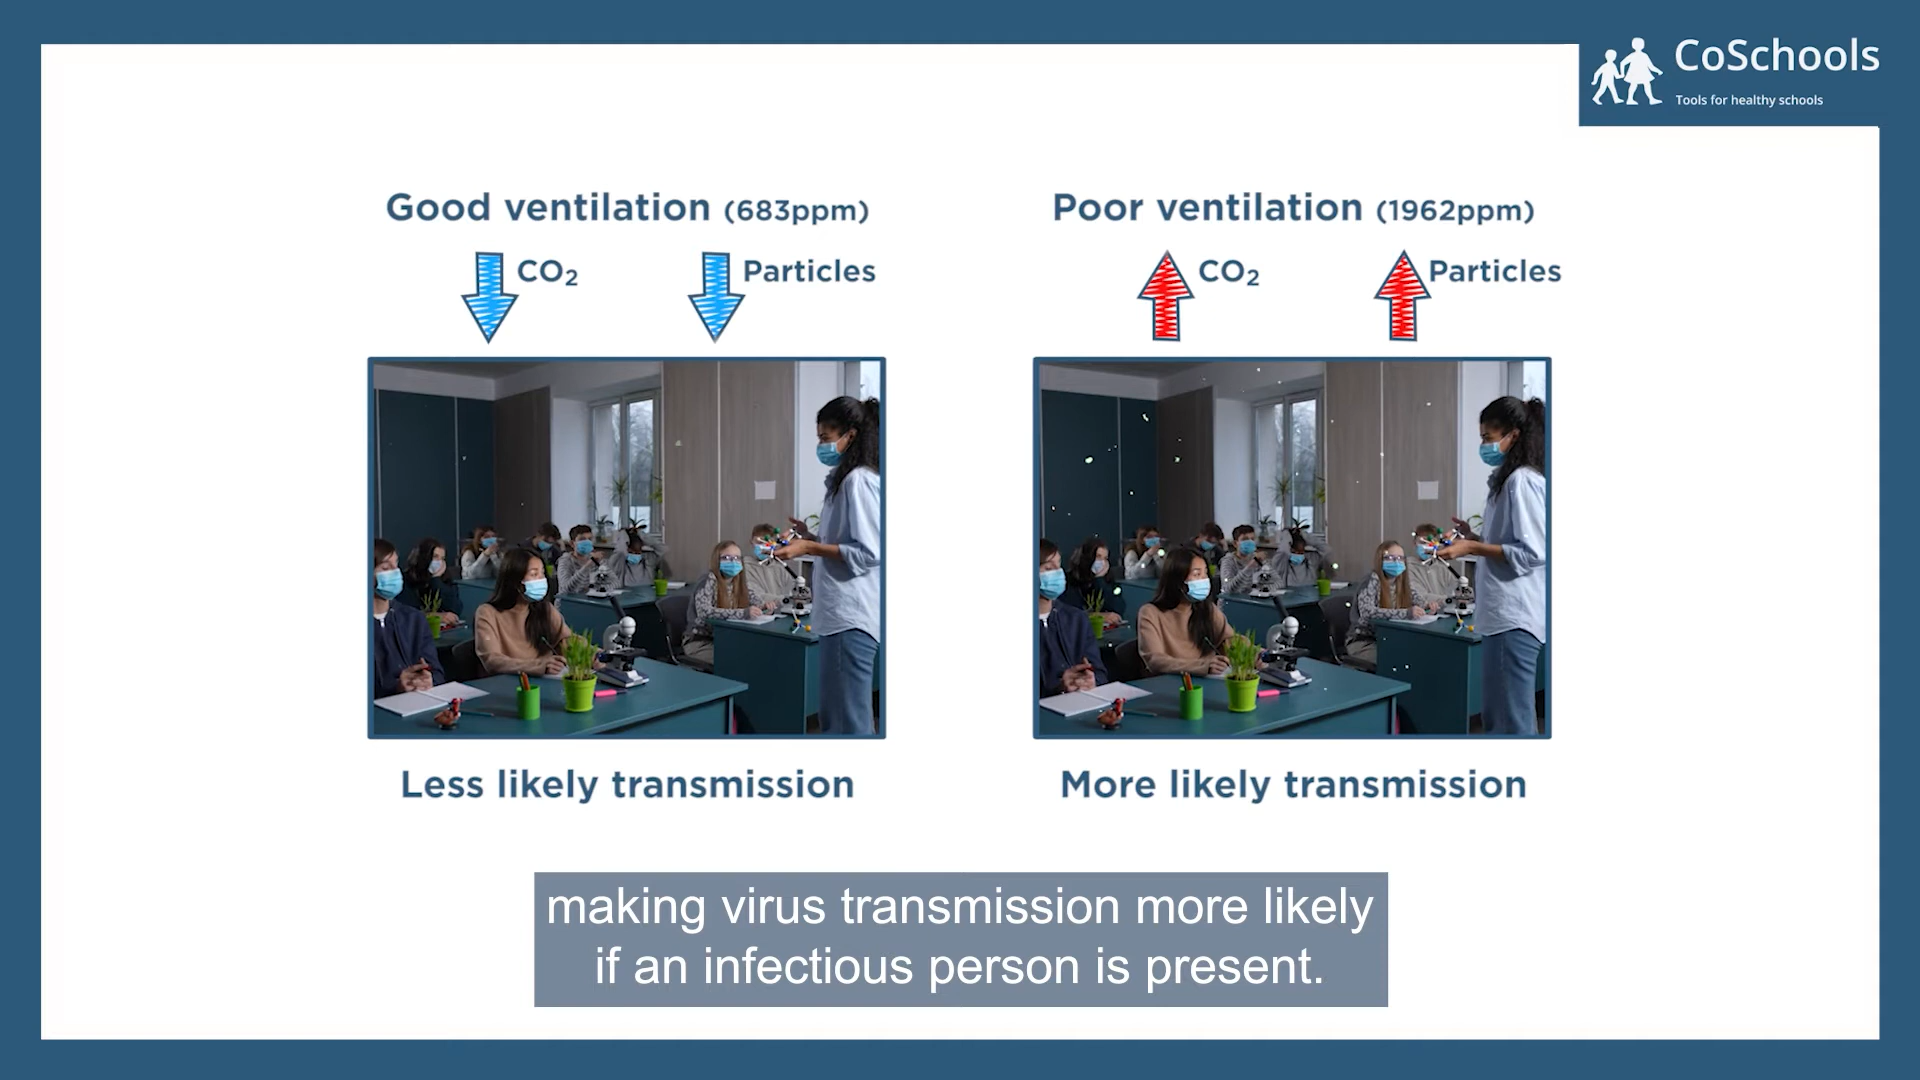 CoSchools
Tools for healthy schools
Good ventilation (683ppm)
CO₂ Particles
Less likely transmission
Poor ventilation (1962ppm)
CO₂ Particles
More likely transmission
making virus transmission more likely
if an infectious person is present.